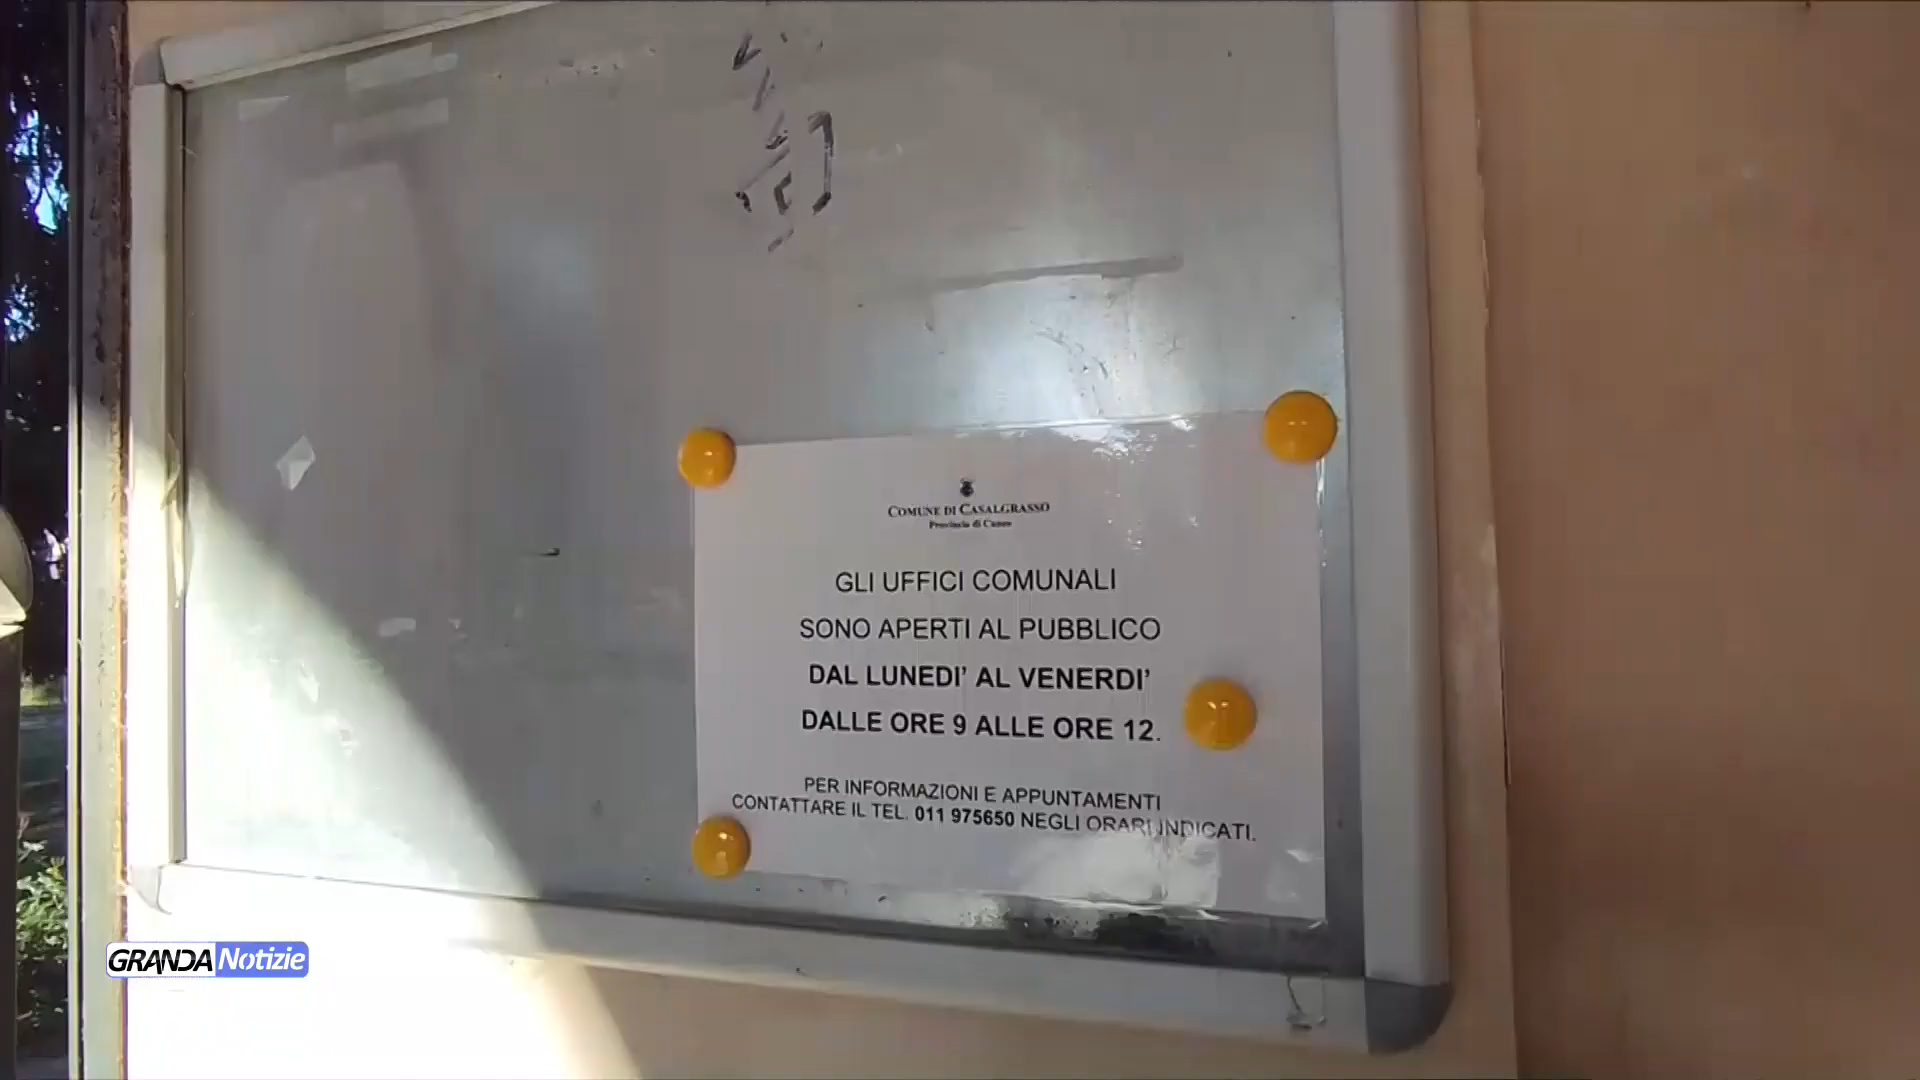 COMUNE DI CASALGRASSO
Provincia di Cuneo
GLI UFFICI COMUNALI
SONO APERTI AL PUBBLICO
DAL LUNEDI' AL VENERDI'
DALLE ORE 9 ALLE ORE 12.
PER INFORMAZIONI E APPUNTAMENTI
CONTATTARE IL TEL. 011 975650 NEGLI ORARI INDICATI.
GRANDA Notizie